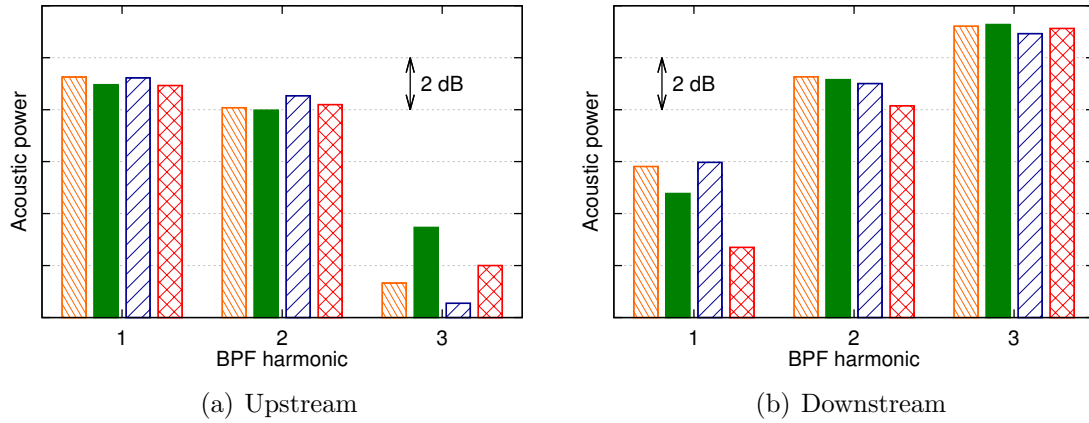 Acoustic power
2 dB
1 2 3
BPF harmonic
(a) Upstream
Acoustic power
2 dB
1 2 3
BPF harmonic
(b) Downstream